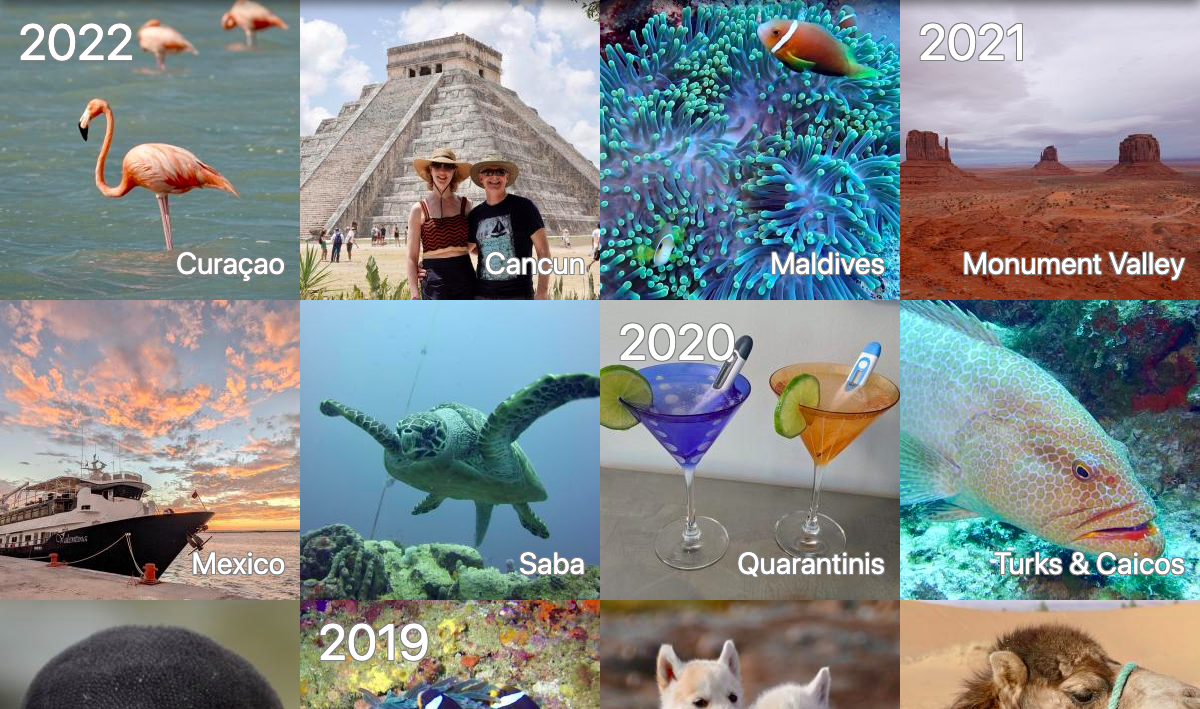 2022
Curaçao
Cancun
Maldives
2021
Monument Valley
Mexico
Saba
2020
Quarantinis
Turks & Caicos
2019